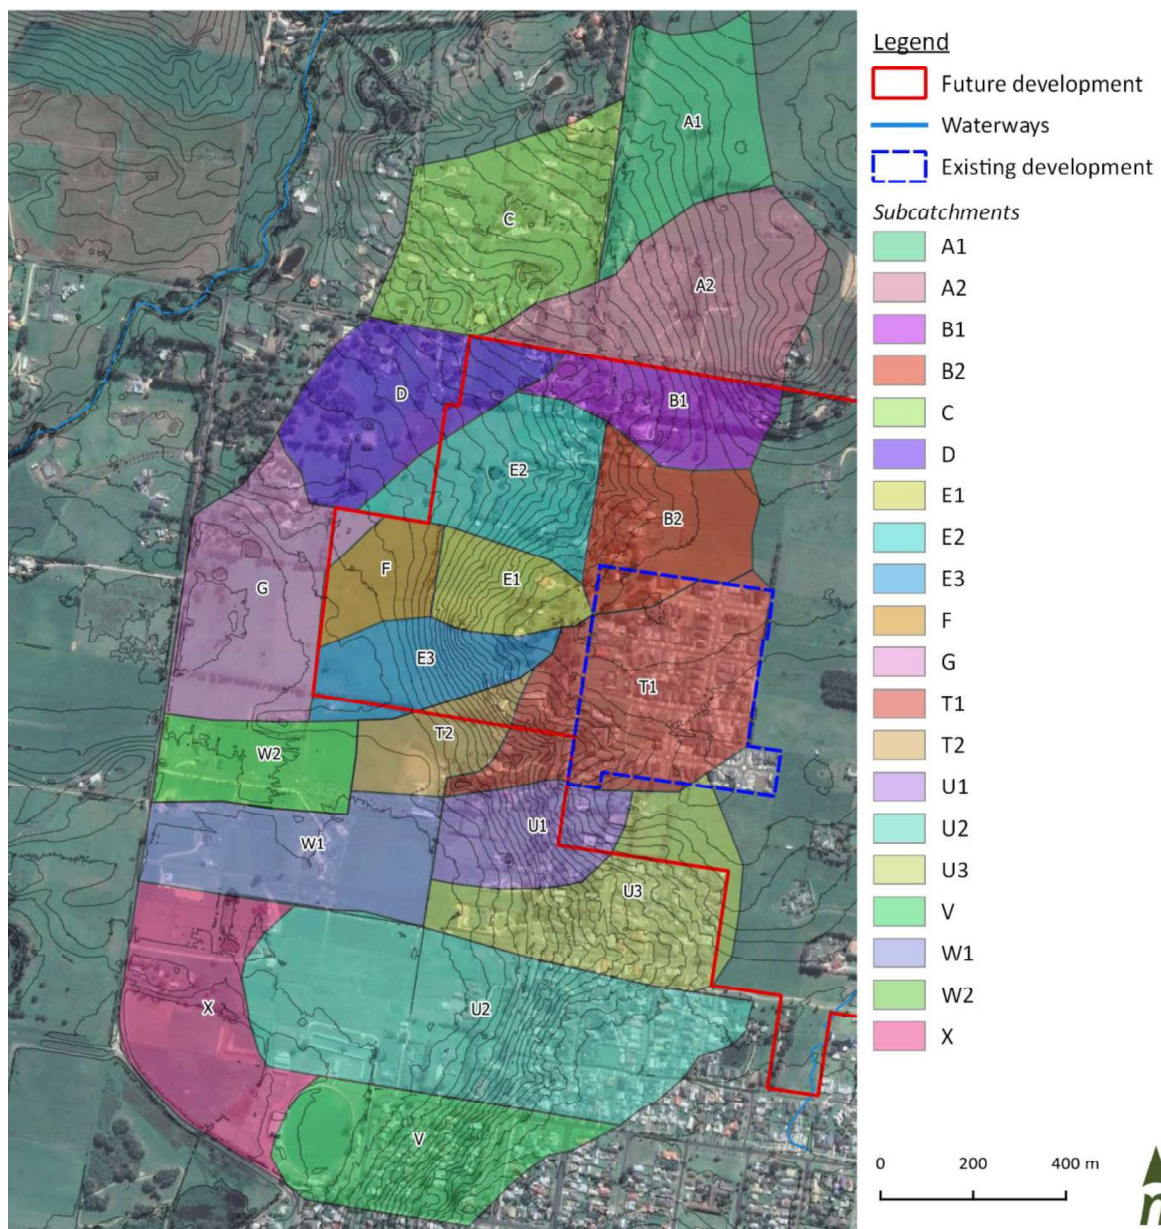 Legend
Future development
Waterways
Existing development
Subcatchments
A1
A2
B1
B2
C
D
E1
E2
E3
F
G
T1
T2
U1
U2
U3
V
W1
W2
X
A1
C
A2
D
B1
E2
B2
F
E1
G
E3
T1
T2
W2
U1
W1
U3
X
U2
V
0 200 400 m
n